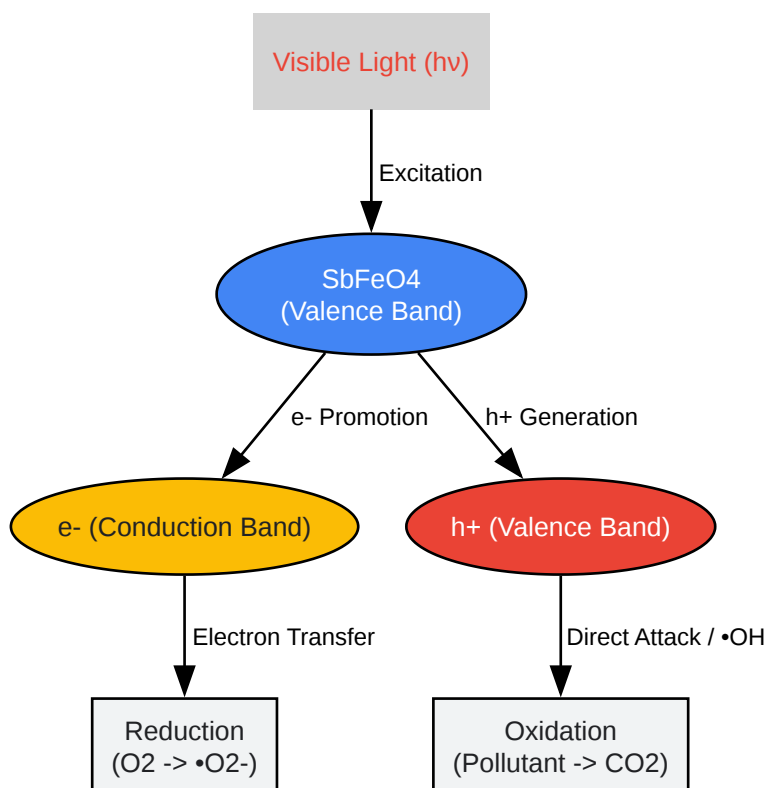 Visible Light (hν)
Excitation
SbFeO4
(Valence Band)
e- Promotion
h+ Generation
e- (Conduction Band)
h+ (Valence Band)
Electron Transfer
Direct Attack / •OH
Reduction
(O2 -> •O2-)
Oxidation
(Pollutant -> CO2)